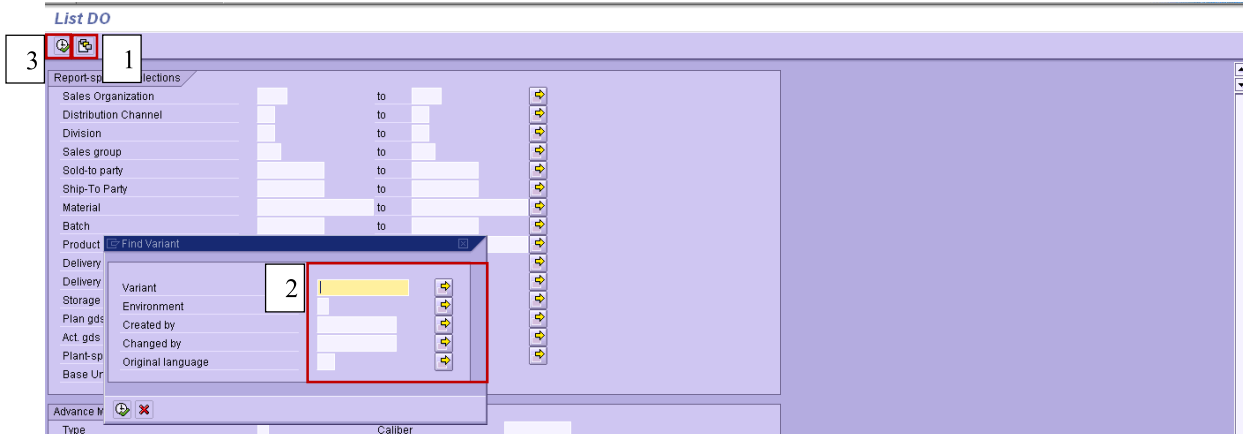 List DO
3
1
Report-sp lections
Sales Organization to
Distribution Channel to
Division to
Sales group to
Sold-to party to
Ship-To Party to
Material to
Batch to
Product
Find Variant
Delivery
Delivery
Variant
2
Storage
Environment
Plan gds
Created by
Act. gds
Changed by
Plant-sp
Original language
Base Un
Advance M
Type Caliber